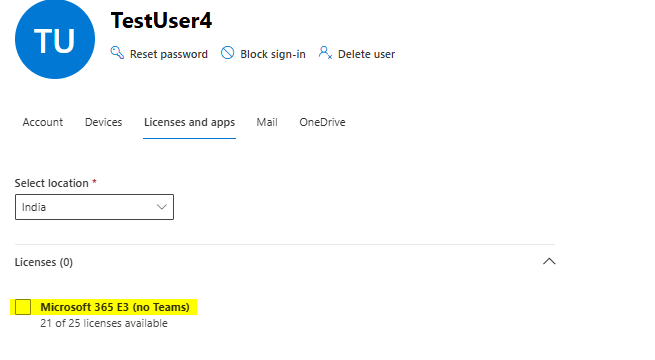 TU
TestUser4
Reset password Block sign-in Delete user
Account Devices Licenses and apps Mail OneDrive
Select location *
India
Licenses (0)
Microsoft 365 E3 (no Teams)
21 of 25 licenses available